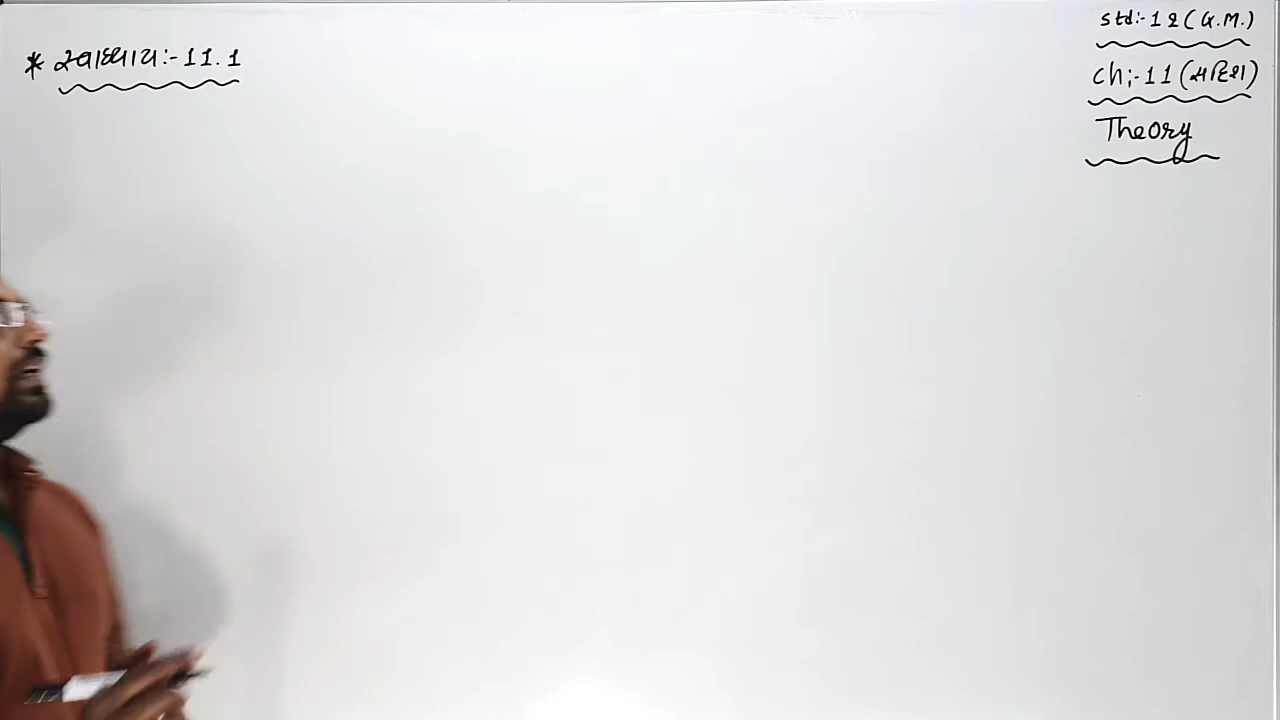 * સ્વાધ્યાય:- 11.1
std:- 12 (G.M.)
ch:- 11 (સદિશ)
Theory